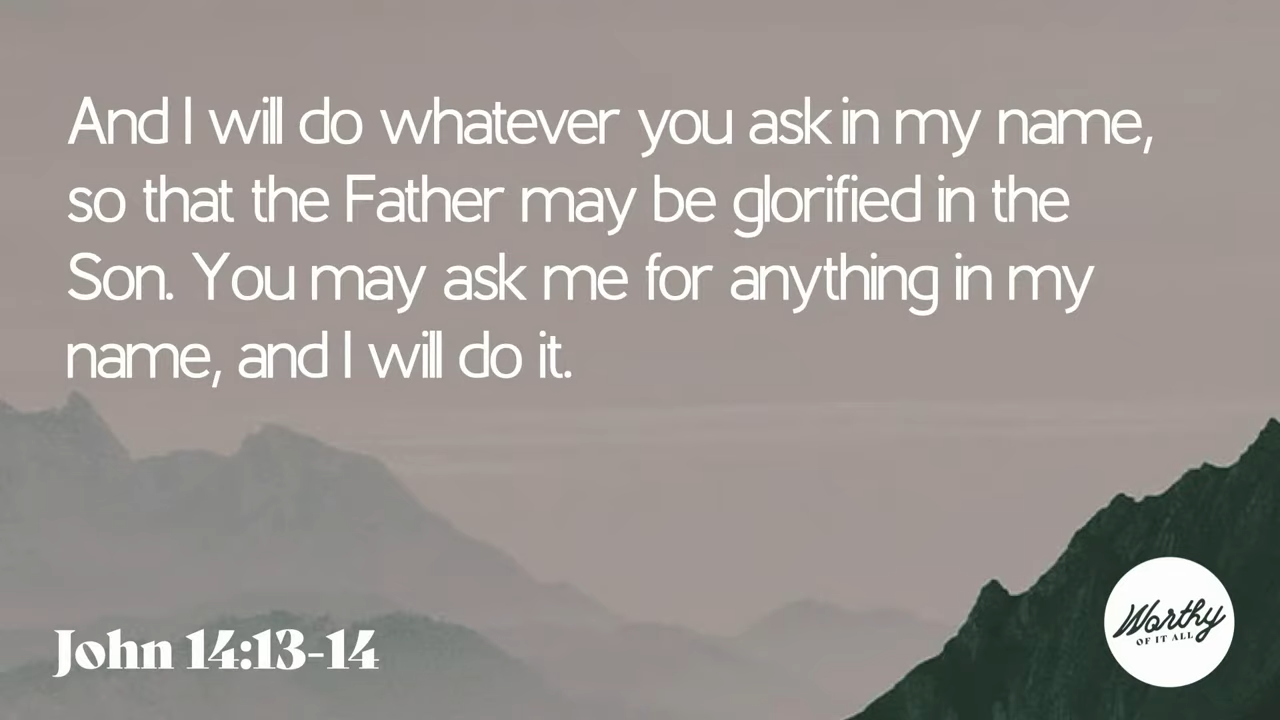 And I will do whatever you ask in my name,
so that the Father may be glorified in the
Son. You may ask me for anything in my
name, and I will do it.
John 14:13-14
Worthy
OF IT ALL